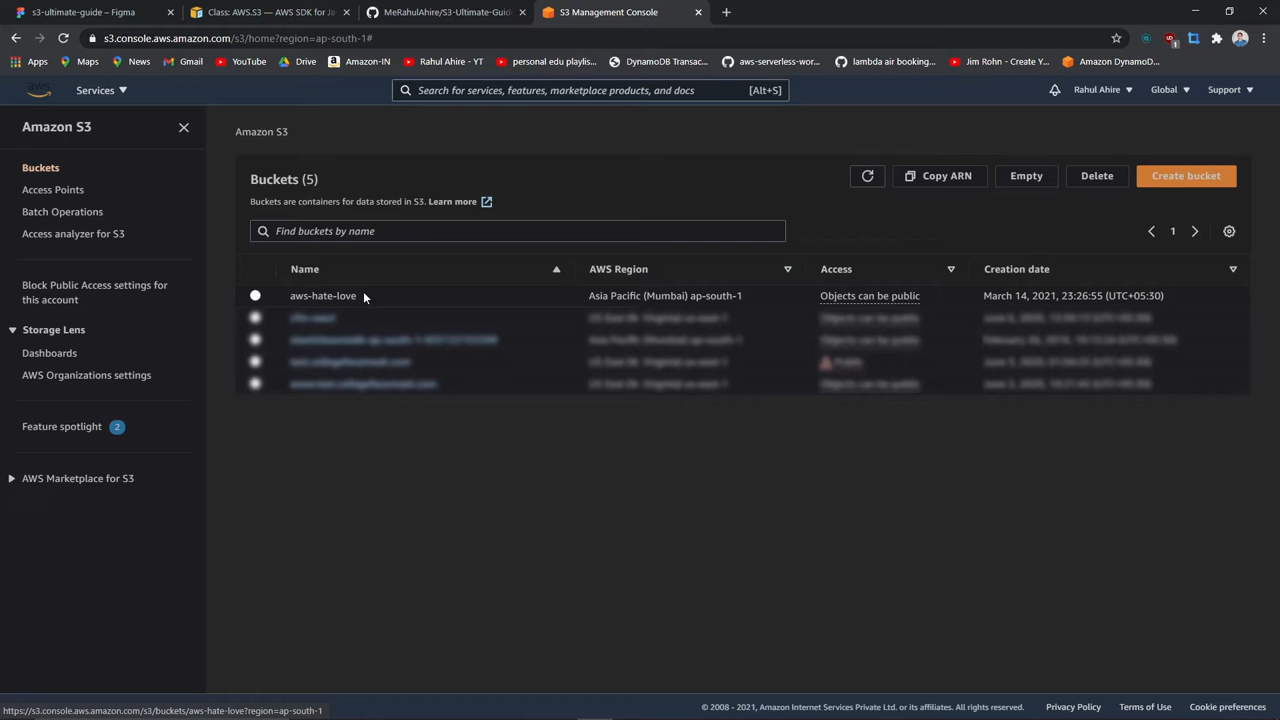 s3-ultimate-guide – Figma
Class: AWS.S3 — AWS SDK for Ja
MeRahulAhire/S3-Ultimate-Guid
S3 Management Console
s3.console.aws.amazon.com/s3/home?region=ap-south-1#
Apps
Maps
News
Gmail
YouTube
Drive
Amazon-IN
Rahul Ahire - YT
personal edu playlis...
DynamoDB Transac...
aws-serverless-wor...
lambda air booking...
Jim Rohn - Create Y...
Amazon DynamoD...
aws
Services
Search for services, features, marketplace products, and docs
[Alt+S]
Rahul Ahire
Global
Support
Amazon S3
Buckets
Access Points
Batch Operations
Access analyzer for S3
Block Public Access settings for
this account
Storage Lens
Dashboards
AWS Organizations settings
Feature spotlight 2
AWS Marketplace for S3
Amazon S3
Buckets (5)
Copy ARN
Empty
Delete
Create bucket
Buckets are containers for data stored in S3. Learn more
Find buckets by name
1
Name AWS Region Access Creation date
aws-hate-love Asia Pacific (Mumbai) ap-south-1 Objects can be public March 14, 2021, 23:26:55 (UTC+05:30)
https://s3.console.aws.amazon.com/s3/buckets/aws-hate-love?region=ap-south-1
© 2008 - 2021, Amazon Internet Services Private Ltd. or its affiliates. All rights reserved.
Privacy Policy
Terms of Use
Cookie preferences